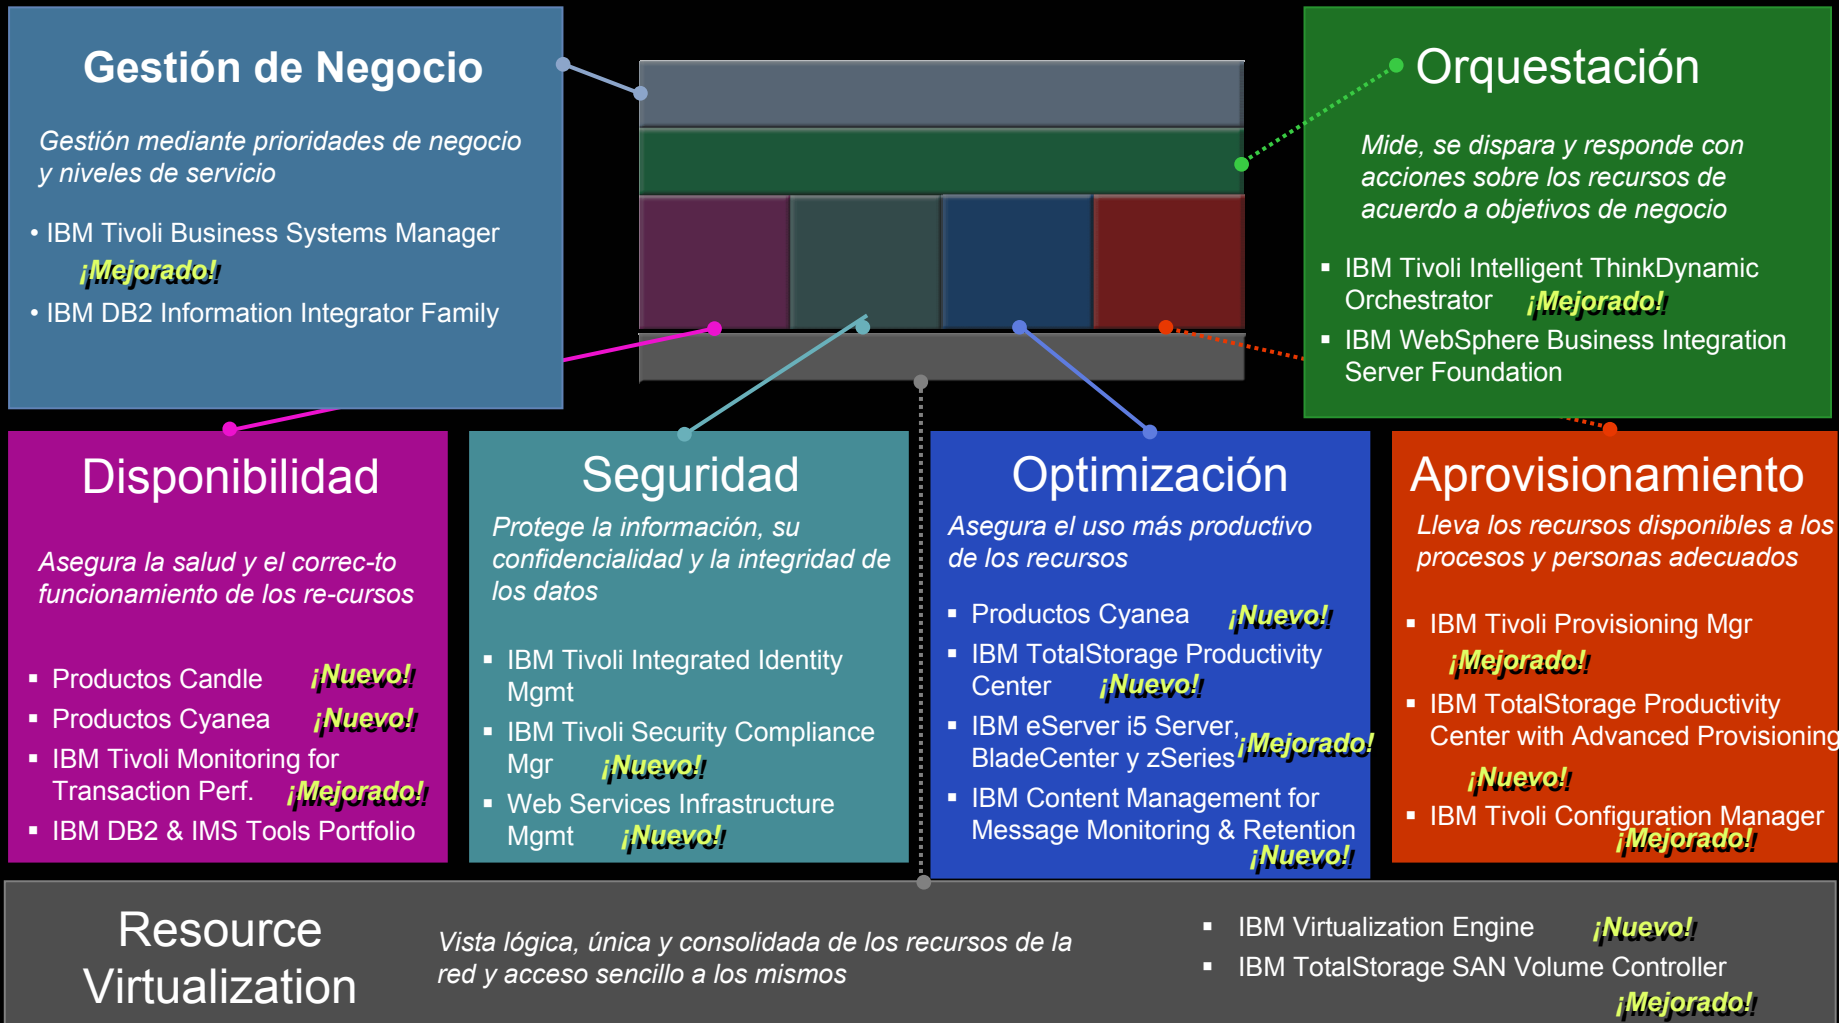 Gestión de Negocio
Gestión mediante prioridades de negocio
y niveles de servicio
• IBM Tivoli Business Systems Manager
¡Mejorado!
• IBM DB2 Information Integrator Family
Orquestación
Mide, se dispara y responde con
acciones sobre los recursos de
acuerdo a objetivos de negocio
▪ IBM Tivoli Intelligent ThinkDynamic
Orchestrator ¡Mejorado!
▪ IBM WebSphere Business Integration
Server Foundation
Disponibilidad
Asegura la salud y el correc-to
funcionamiento de los re-cursos
▪ Productos Candle ¡Nuevo!
▪ Productos Cyanea ¡Nuevo!
▪ IBM Tivoli Monitoring for
Transaction Perf. ¡Mejorado!
▪ IBM DB2 & IMS Tools Portfolio
Seguridad
Protege la información, su
confidencialidad y la integridad de
los datos
▪ IBM Tivoli Integrated Identity
Mgmt
▪ IBM Tivoli Security Compliance
Mgr ¡Nuevo!
▪ Web Services Infrastructure
Mgmt ¡Nuevo!
Optimización
Asegura el uso más productivo
de los recursos
▪ Productos Cyanea ¡Nuevo!
▪ IBM TotalStorage Productivity
Center ¡Nuevo!
▪ IBM eServer i5 Server,
BladeCenter y zSeries ¡Mejorado!
▪ IBM Content Management for
Message Monitoring & Retention
¡Nuevo!
Aprovisionamiento
Lleva los recursos disponibles a los
procesos y personas adecuados
▪ IBM Tivoli Provisioning Mgr
¡Mejorado!
▪ IBM TotalStorage Productivity
Center with Advanced Provisioning
¡Nuevo!
▪ IBM Tivoli Configuration Manager
¡Mejorado!
Resource
Virtualization
Vista lógica, única y consolidada de los recursos de la
red y acceso sencillo a los mismos
▪ IBM Virtualization Engine ¡Nuevo!
▪ IBM TotalStorage SAN Volume Controller
¡Mejorado!